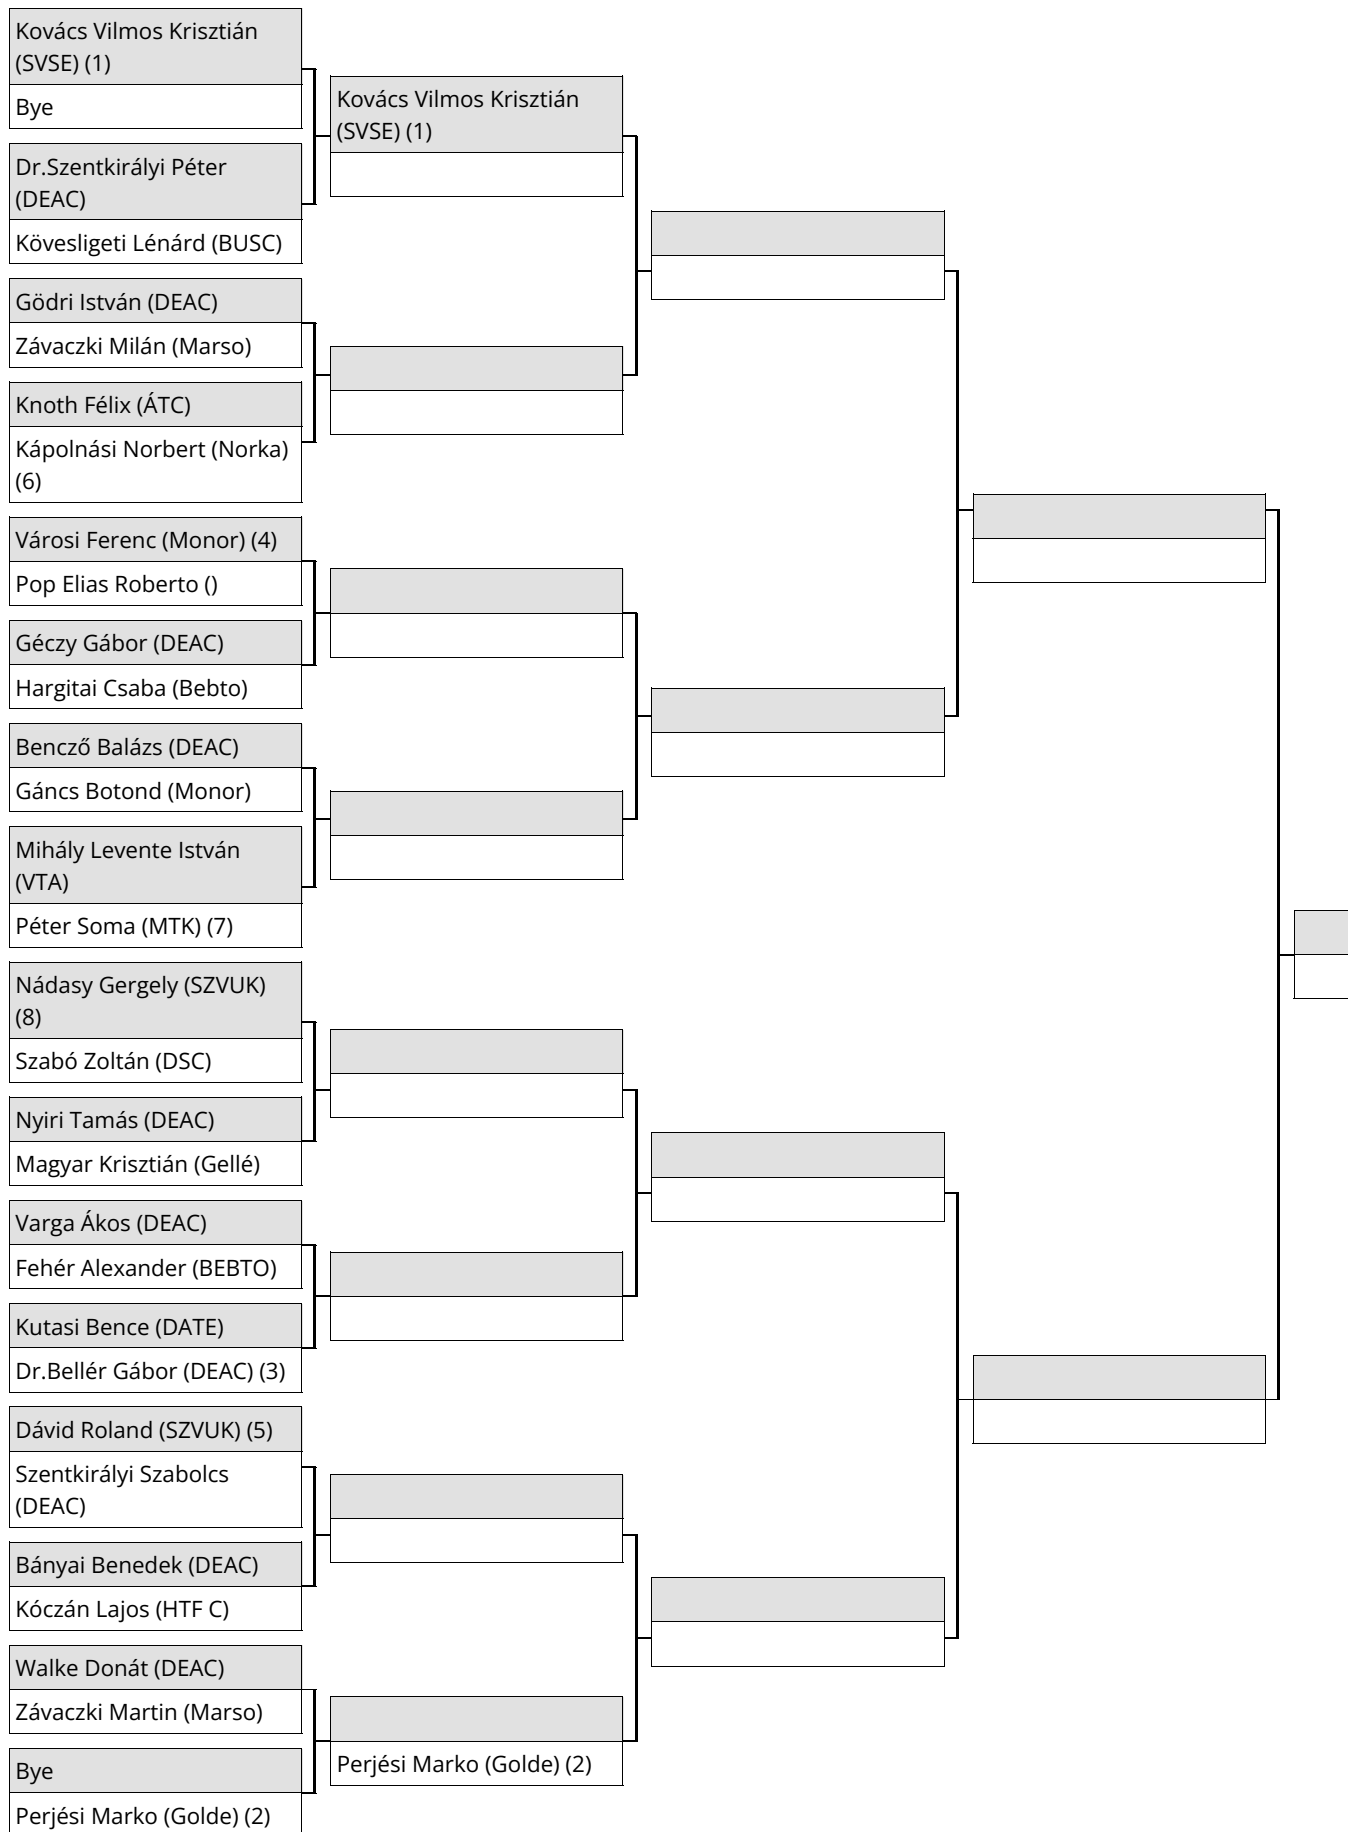 Kovács Vilmos Krisztián
(SVSE) (1)
Bye
Dr.Szentkirályi Péter
(DEAC)
Kövesligeti Lénárd (BUSC)
Gödri István (DEAC)
Závaczki Milán (Marso)
Knoth Félix (ÁTC)
Kápolnási Norbert (Norka)
(6)
Városi Ferenc (Monor) (4)
Pop Elias Roberto ()
Géczy Gábor (DEAC)
Hargitai Csaba (Bebto)
Bencző Balázs (DEAC)
Gáncs Botond (Monor)
Mihály Levente István
(VTA)
Péter Soma (MTK) (7)
Nádasy Gergely (SZVUK)
(8)
Szabó Zoltán (DSC)
Nyiri Tamás (DEAC)
Magyar Krisztián (Gellé)
Varga Ákos (DEAC)
Fehér Alexander (BEBTO)
Kutasi Bence (DATE)
Dr.Bellér Gábor (DEAC) (3)
Dávid Roland (SZVUK) (5)
Szentkirályi Szabolcs
(DEAC)
Bányai Benedek (DEAC)
Kóczán Lajos (HTF C)
Walke Donát (DEAC)
Závaczki Martin (Marso)
Bye
Perjési Marko (Golde) (2)
Kovács Vilmos Krisztián
(SVSE) (1)
Perjési Marko (Golde) (2)